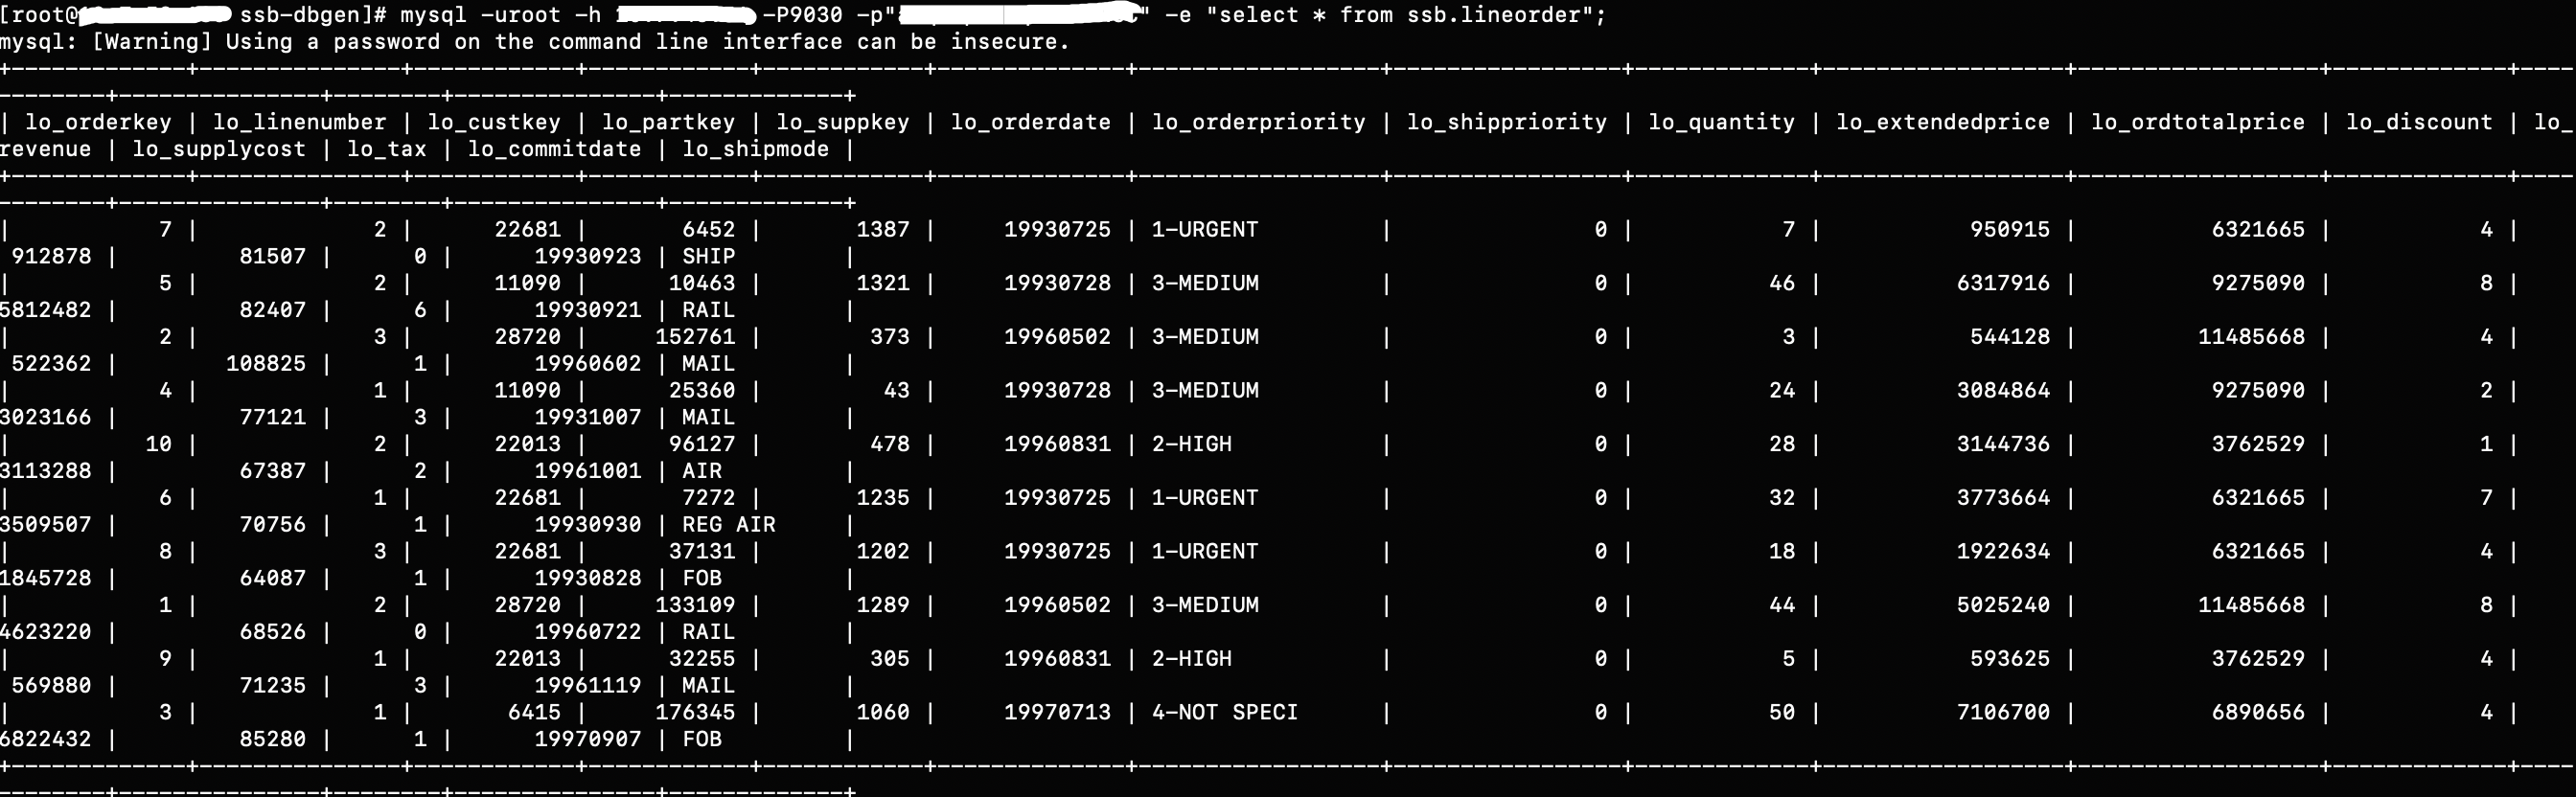 [root@ ssb-dbgen]# mysql -uroot -h -P9030 -p"" -e "select * from ssb.lineorder";
mysql: [Warning] Using a password on the command line interface can be insecure.
+--------------+----------------+-------------+-------------+-------------+---------------+-------------------+-----------------+-------------+-------------------+------------------+-------------+----
--------+----------------+--------+---------------+-------------+
| lo_orderkey | lo_linenumber | lo_custkey | lo_partkey | lo_suppkey | lo_orderdate | lo_orderpriority | lo_shippriority | lo_quantity | lo_extendedprice | lo_ordtotalprice | lo_discount | lo_
revenue | lo_supplycost | lo_tax | lo_commitdate | lo_shipmode |
+--------------+----------------+-------------+-------------+-------------+---------------+-------------------+-----------------+-------------+-------------------+------------------+-------------+----
--------+----------------+--------+---------------+-------------+
| 7 | 2 | 22681 | 6452 | 1387 | 19930725 | 1-URGENT | 0 | 7 | 950915 | 6321665 | 4 |
912878 | 81507 | 0 | 19930923 | SHIP |
| 5 | 2 | 11090 | 10463 | 1321 | 19930728 | 3-MEDIUM | 0 | 46 | 6317916 | 9275090 | 8 |
5812482 | 82407 | 6 | 19930921 | RAIL |
| 2 | 3 | 28720 | 152761 | 373 | 19960502 | 3-MEDIUM | 0 | 3 | 544128 | 11485668 | 4 |
522362 | 108825 | 1 | 19960602 | MAIL |
| 4 | 1 | 11090 | 25360 | 43 | 19930728 | 3-MEDIUM | 0 | 24 | 3084864 | 9275090 | 2 |
3023166 | 77121 | 3 | 19931007 | MAIL |
| 10 | 2 | 22013 | 96127 | 478 | 19960831 | 2-HIGH | 0 | 28 | 3144736 | 3762529 | 1 |
3113288 | 67387 | 2 | 19961001 | AIR |
| 6 | 1 | 22681 | 7272 | 1235 | 19930725 | 1-URGENT | 0 | 32 | 3773664 | 6321665 | 7 |
3509507 | 70756 | 1 | 19930930 | REG AIR |
| 8 | 3 | 22681 | 37131 | 1202 | 19930725 | 1-URGENT | 0 | 18 | 1922634 | 6321665 | 4 |
1845728 | 64087 | 1 | 19930828 | FOB |
| 1 | 2 | 28720 | 133109 | 1289 | 19960502 | 3-MEDIUM | 0 | 44 | 5025240 | 11485668 | 8 |
4623220 | 68526 | 0 | 19960722 | RAIL |
| 9 | 1 | 22013 | 32255 | 305 | 19960831 | 2-HIGH | 0 | 5 | 593625 | 3762529 | 4 |
569880 | 71235 | 3 | 19961119 | MAIL |
| 3 | 1 | 6415 | 176345 | 1060 | 19970713 | 4-NOT SPECI | 0 | 50 | 7106700 | 6890656 | 4 |
6822432 | 85280 | 1 | 19970907 | FOB |
+--------------+----------------+-------------+-------------+-------------+---------------+-------------------+-----------------+-------------+-------------------+------------------+-------------+----
--------+----------------+--------+---------------+-------------+